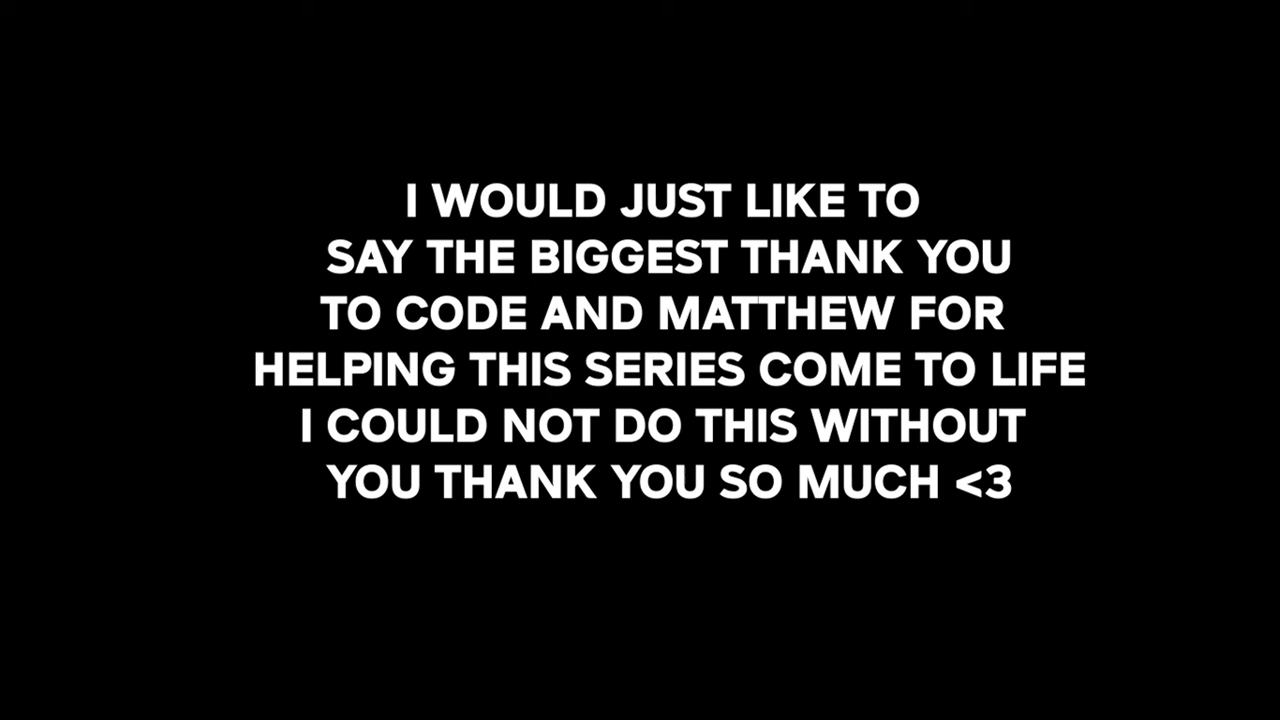 I WOULD JUST LIKE TO
SAY THE BIGGEST THANK YOU
TO CODE AND MATTHEW FOR
HELPING THIS SERIES COME TO LIFE
I COULD NOT DO THIS WITHOUT
YOU THANK YOU SO MUCH <3